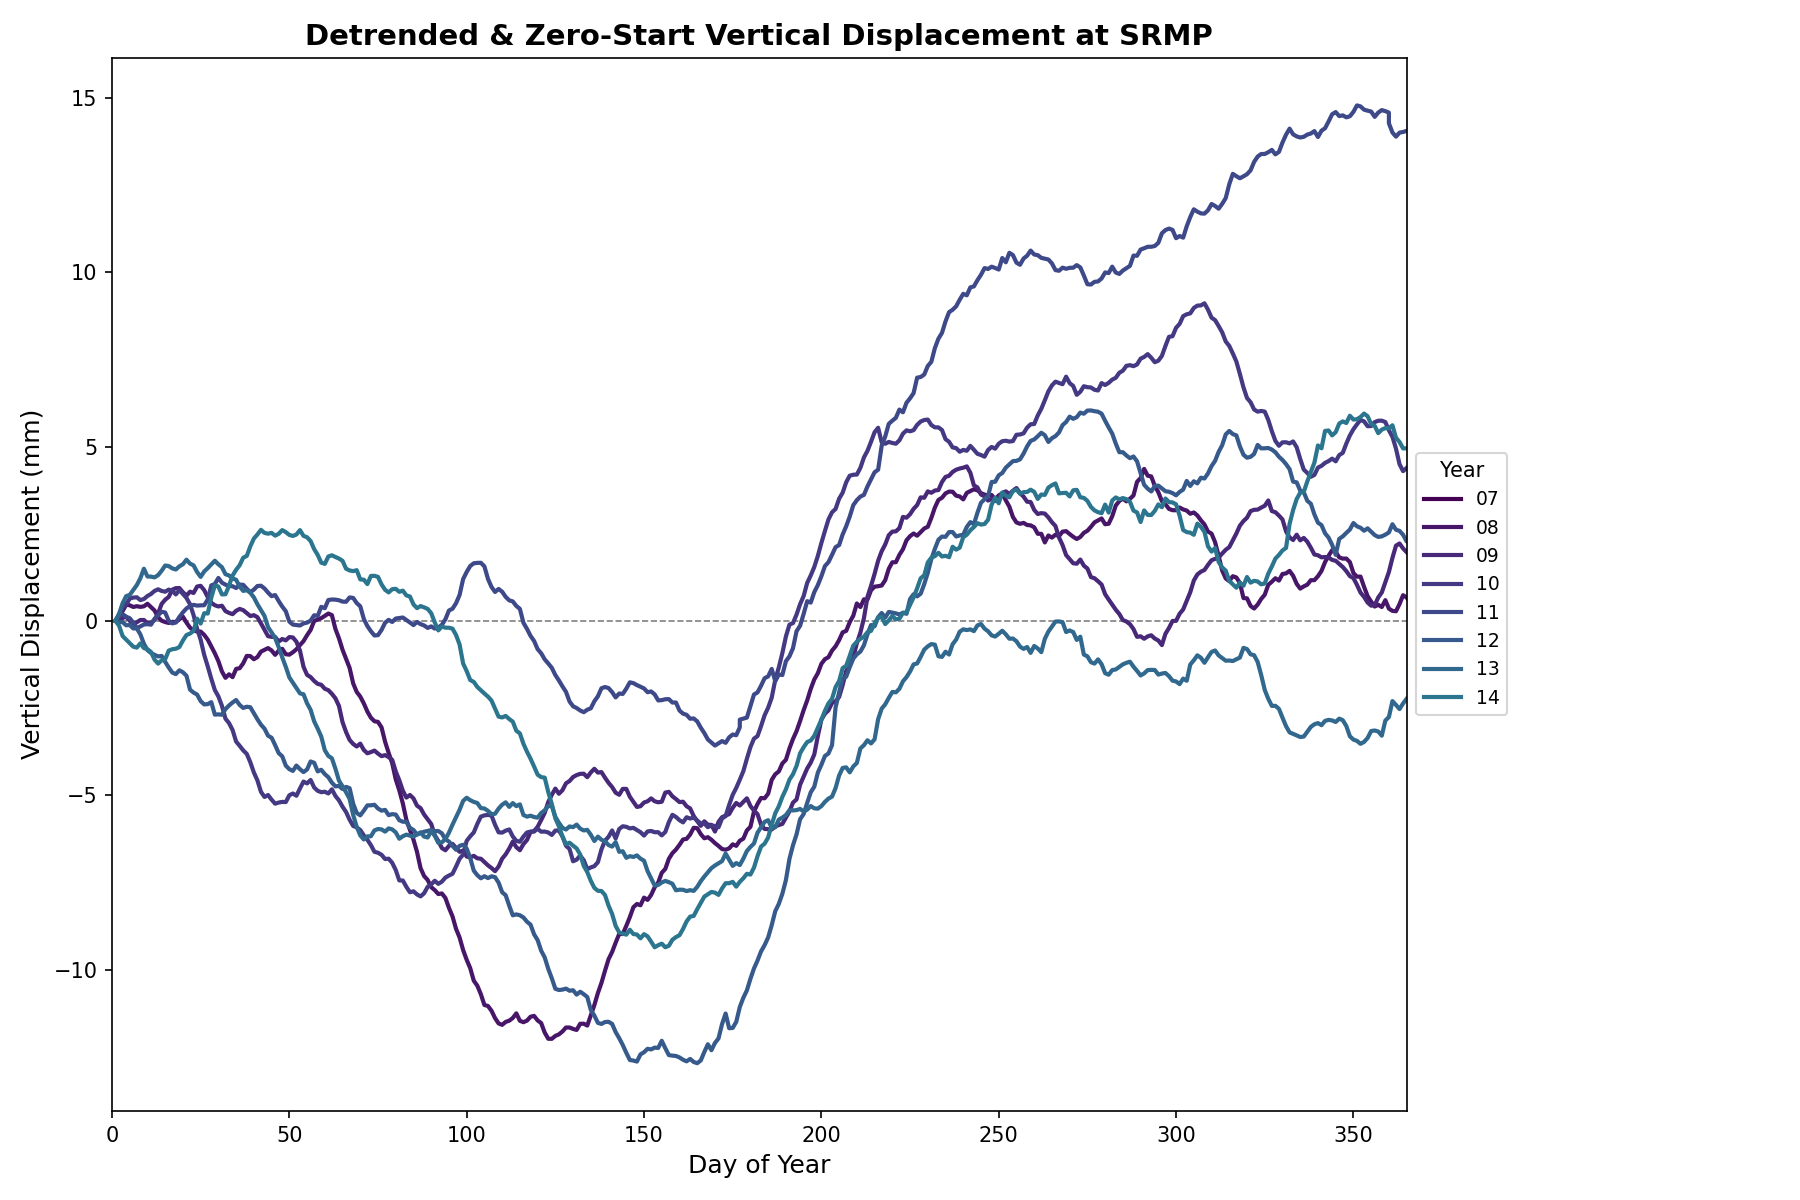 Detrended & Zero-Start Vertical Displacement at SRMP
Vertical Displacement (mm)
15
10
5
0
−5
−10
0 50 100 150 200 250 300 350
Day of Year
Year
07
08
09
10
11
12
13
14